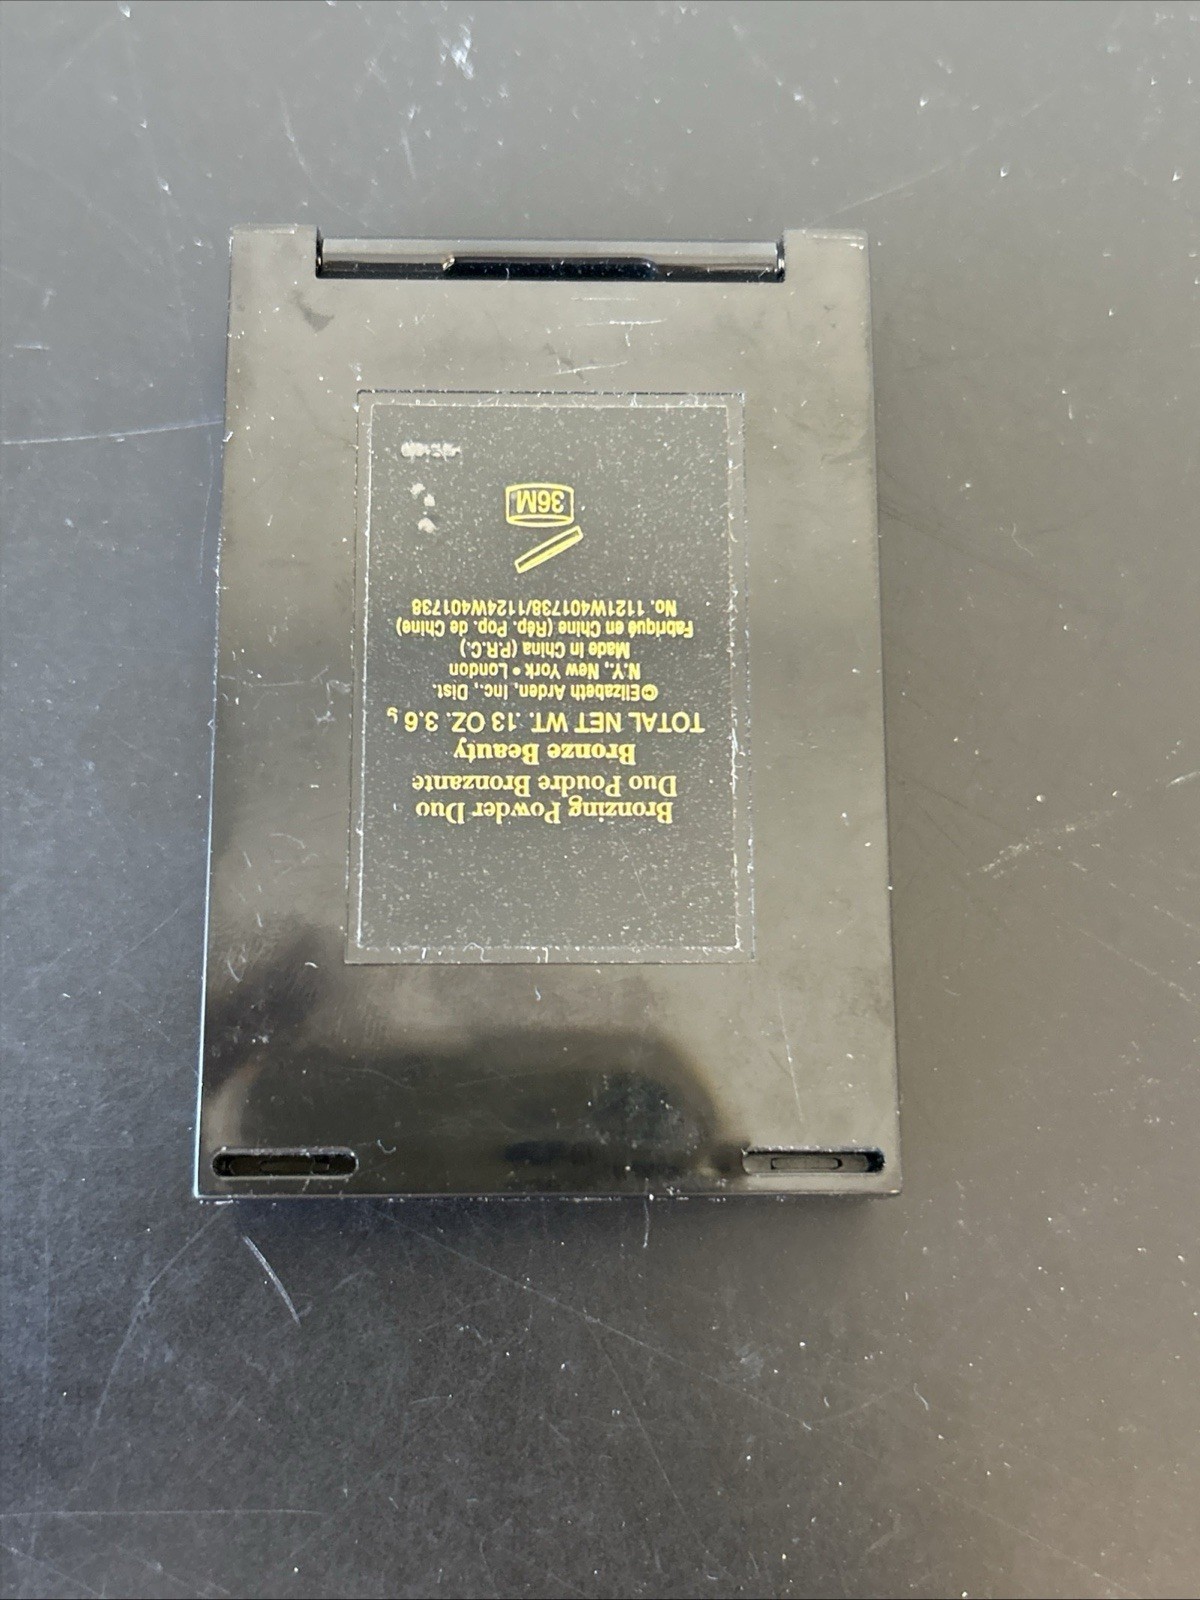 Bronzing Powder Duo
Duo Poudre Bronzante
Bronze Beauty
TOTAL NET WT. .13 OZ. 3.6 g
©Elizabeth Arden, Inc., Dist.
N.Y., New York • London
Made in China (P.R.C.)
Fabriqué en Chine (Rép. Pop. de Chine)
No. 1121W401738/1124W401738
36M